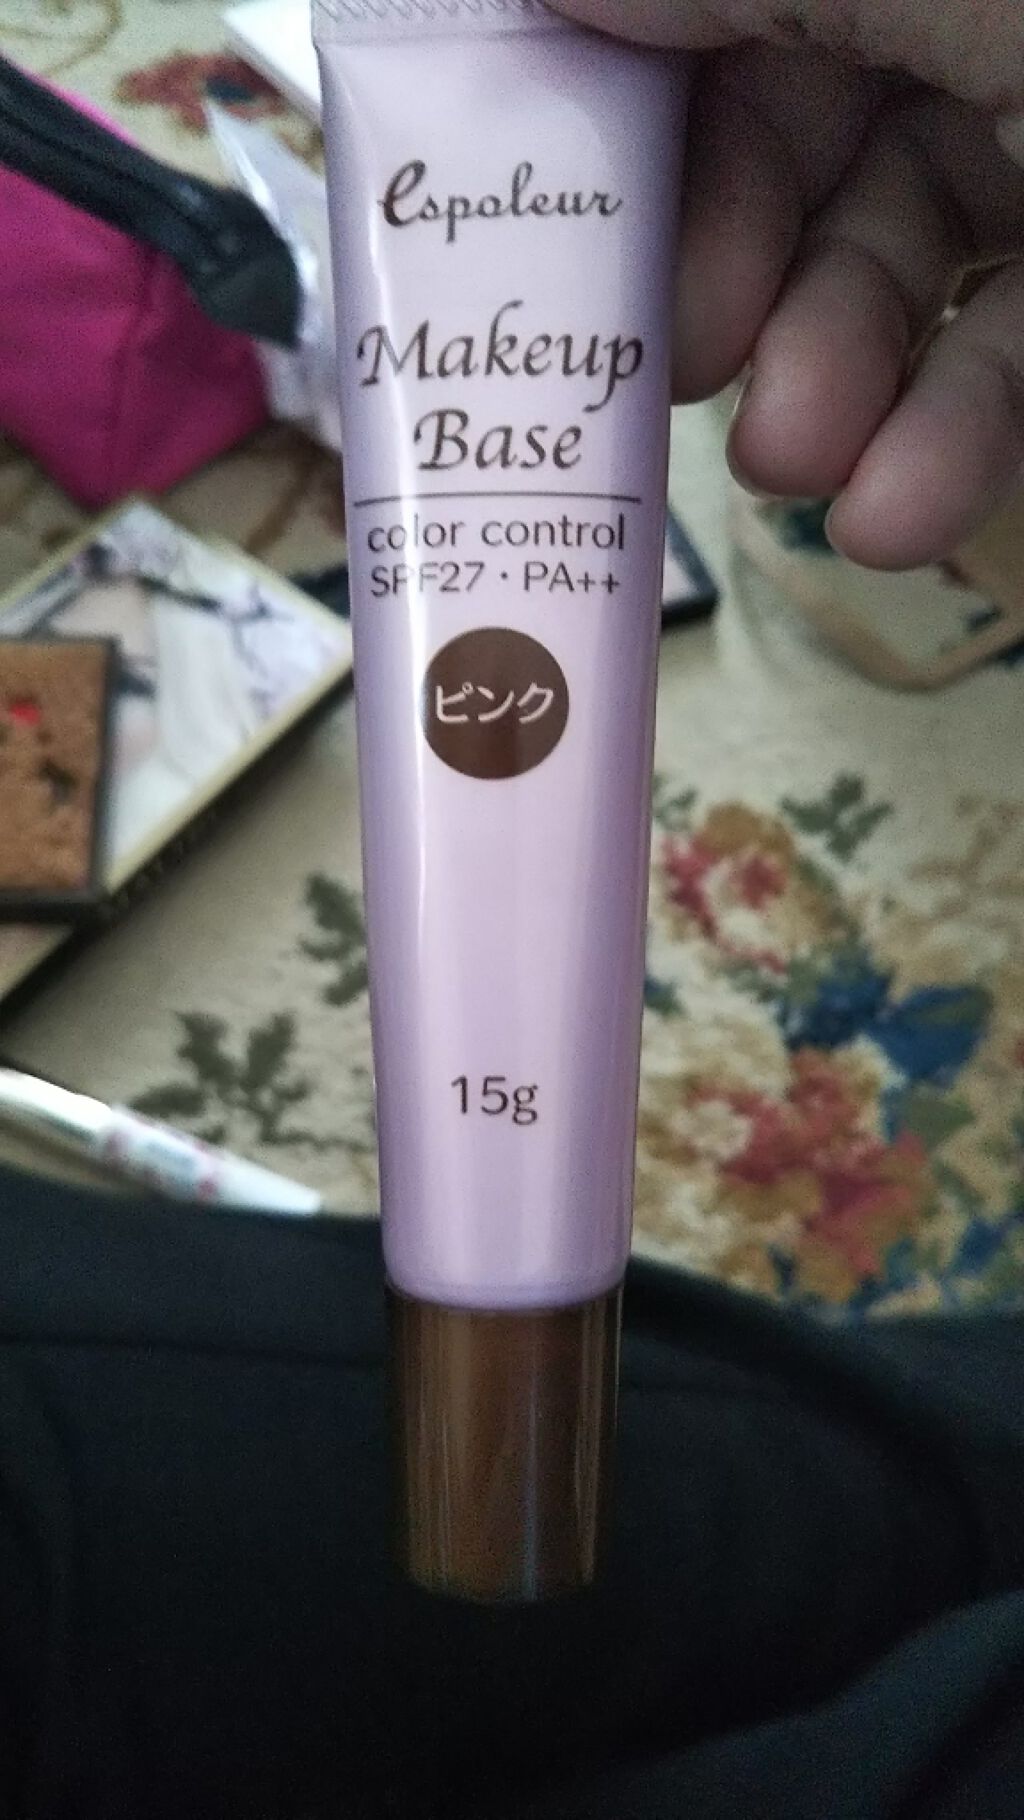 espoleur
Makeup
Base
color control
SPF27・PA++
ピンク
15g